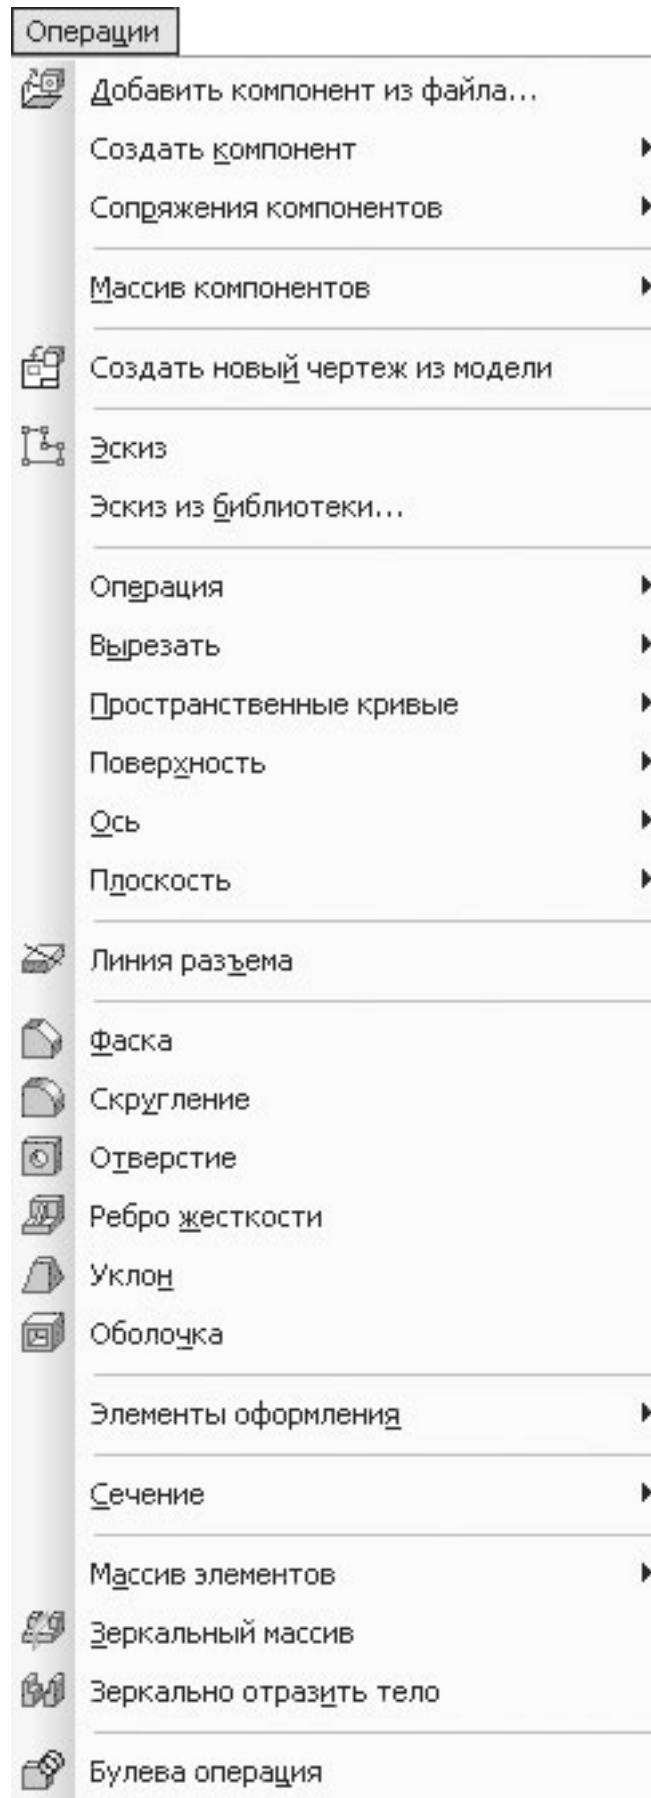 Операции
Добавить компонент из файла...
Создать компонент
Сопряжения компонентов
Массив компонентов
Создать новый чертеж из модели
Эскиз
Эскиз из библиотеки...
Операция
Вырезать
Пространственные кривые
Поверхность
Ось
Плоскость
Линия разъема
Фаска
Скругление
Отверстие
Ребро жесткости
Уклон
Оболочка
Элементы оформления
Сечение
Массив элементов
Зеркальный массив
Зеркально отразить тело
Булева операция